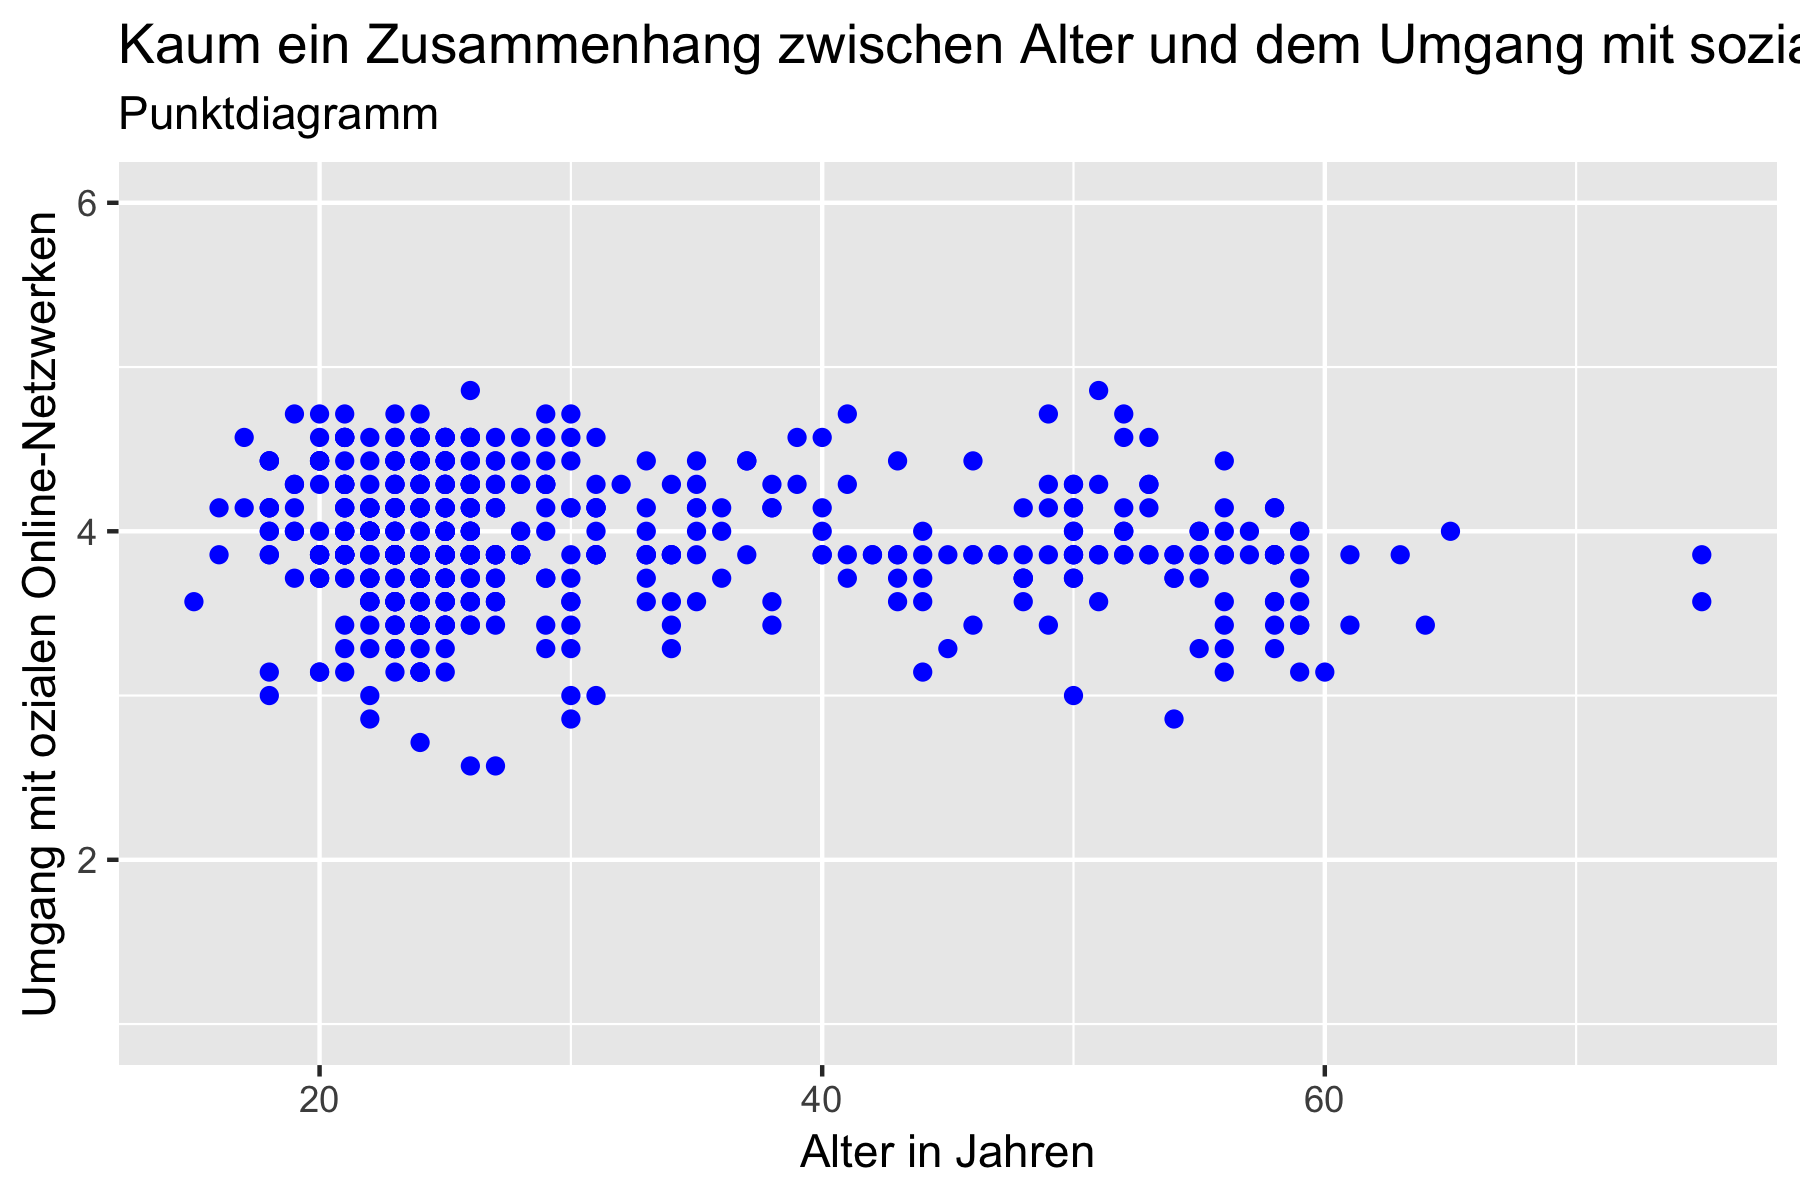 Kaum ein Zusammenhang zwischen Alter und dem Umgang mit sozia
Punktdiagramm
Umgang mit ozialen Online-Netzwerken
6
4
2
20 40 60
Alter in Jahren